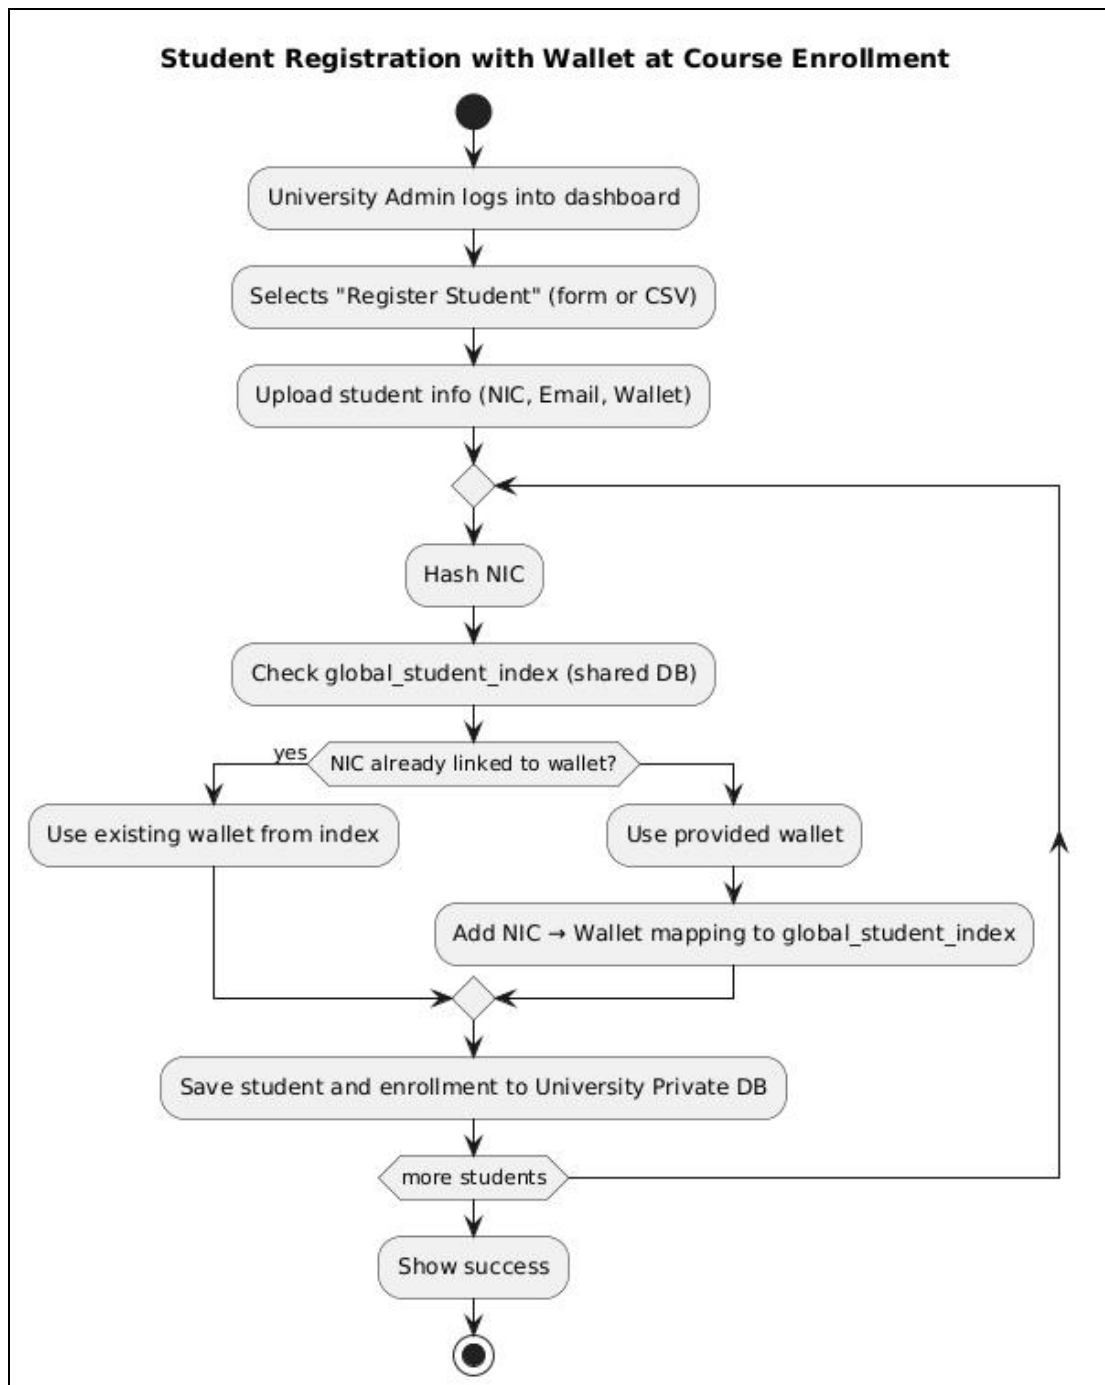 Student Registration with Wallet at Course Enrollment
University Admin logs into dashboard
Selects "Register Student" (form or CSV)
Upload student info (NIC, Email, Wallet)
Hash NIC
Check global_student_index (shared DB)
yes
NIC already linked to wallet?
Use existing wallet from index
Use provided wallet
Add NIC → Wallet mapping to global_student_index
Save student and enrollment to University Private DB
more students
Show success